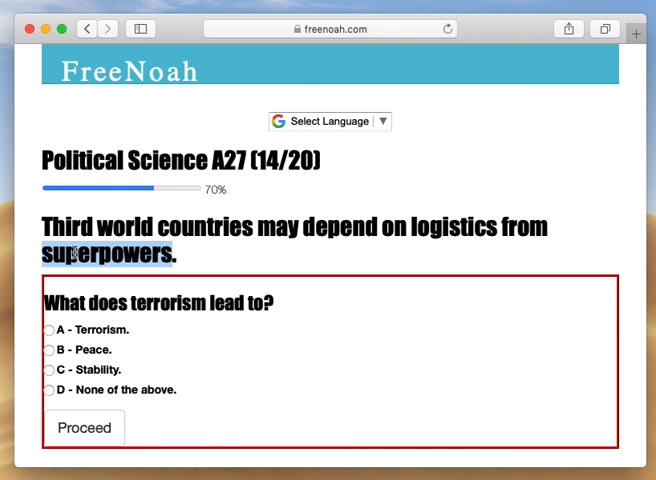 freenoah.com
FreeNoah
Select Language
Political Science A27 (14/20)
70%
Third world countries may depend on logistics from
superpowers.
What does terrorism lead to?
A - Terrorism.
B - Peace.
C - Stability.
D - None of the above.
Proceed